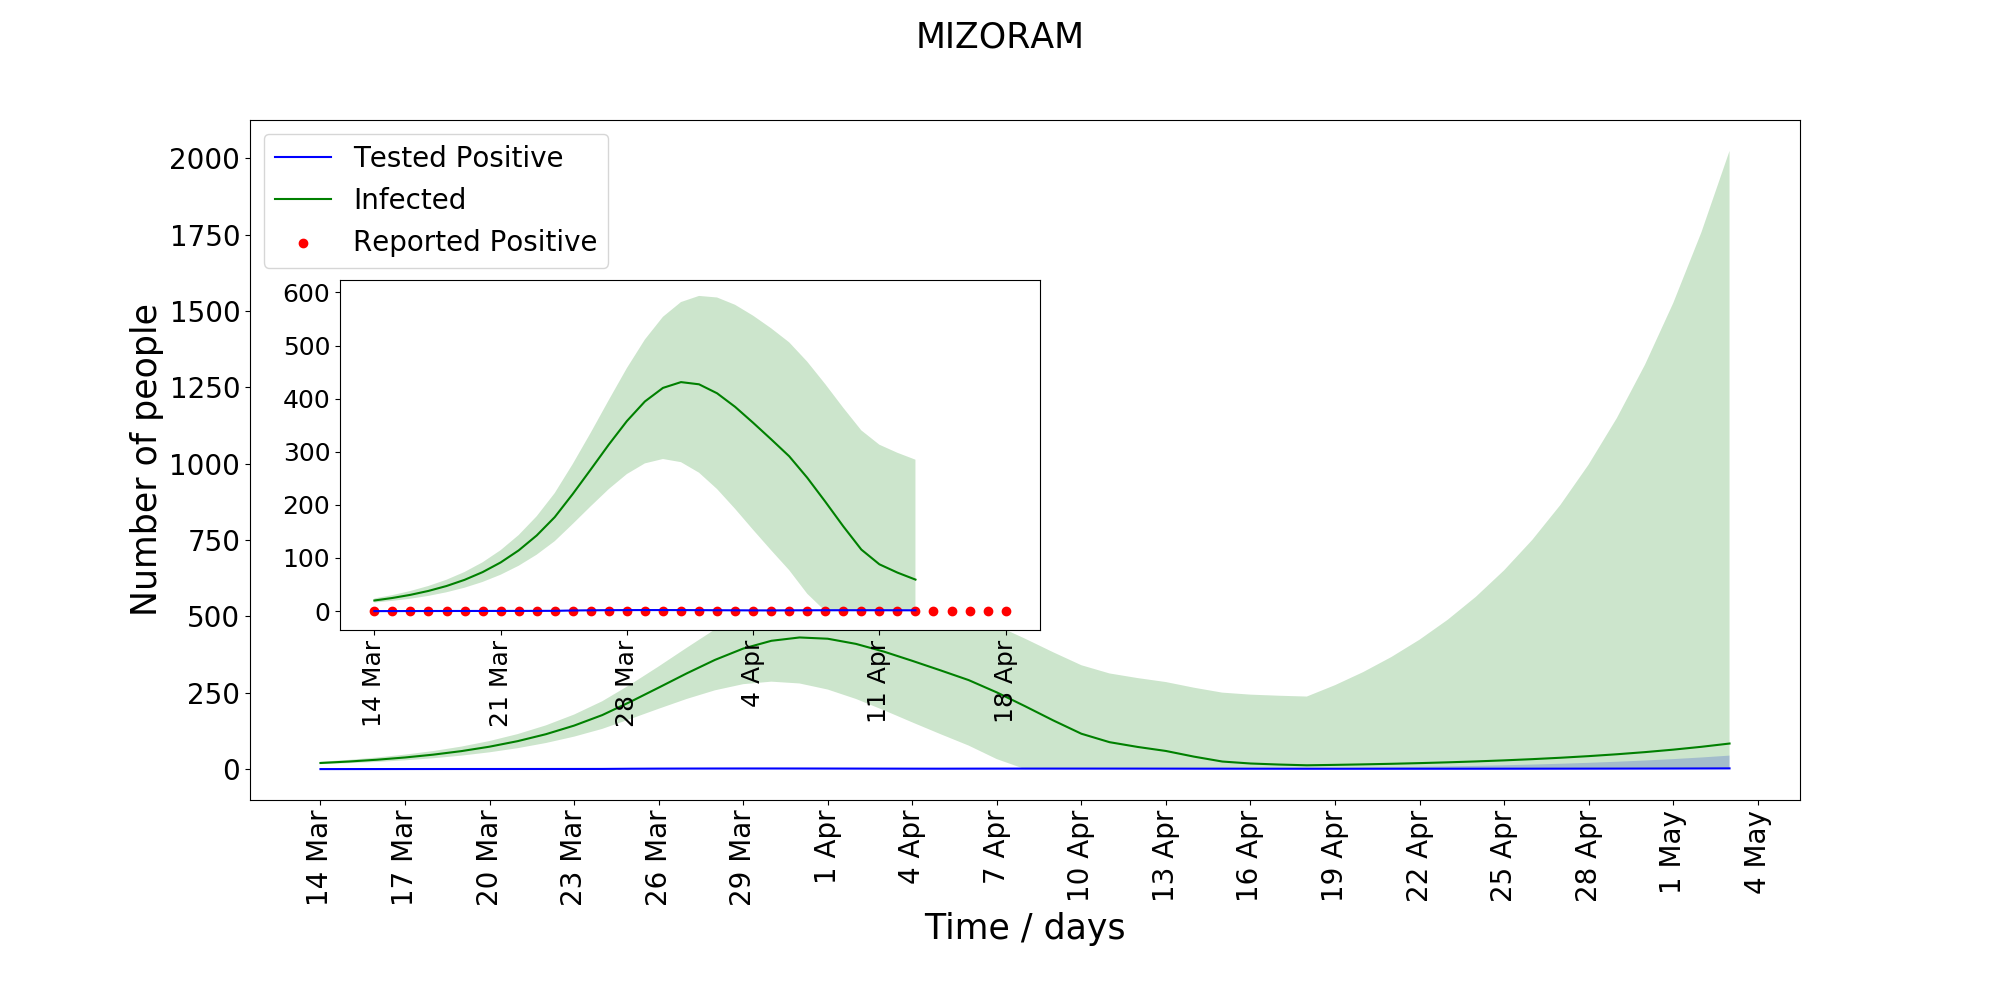 MIZORAM
Tested Positive
Infected
Reported Positive
Number of people
2000
1750
1500
1250
1000
750
500
250
0
600
500
400
300
200
100
0
14 Mar
21 Mar
28 Mar
4 Apr
11 Apr
18 Apr
14 Mar
17 Mar
20 Mar
23 Mar
26 Mar
29 Mar
1 Apr
4 Apr
7 Apr
10 Apr
13 Apr
16 Apr
19 Apr
22 Apr
25 Apr
28 Apr
1 May
4 May
Time / days